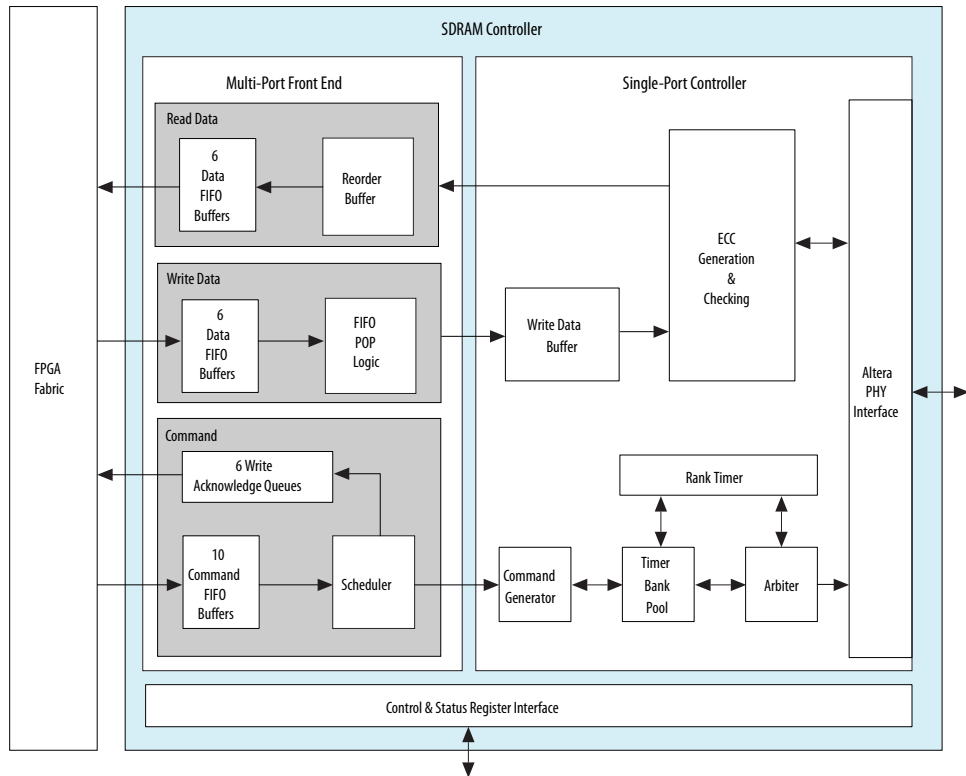 SDRAM Controller
Multi-Port Front End
Single-Port Controller
Read Data
6
Data
FIFO
Buffers
Reorder
Buffer
ECC
Generation
&
Checking
Write Data
6
Data
FIFO
Buffers
FIFO
POP
Logic
Write Data
Buffer
FPGA
Fabric
Altera
PHY
Interface
Command
6 Write
Acknowledge Queues
Rank Timer
10
Command
FIFO
Buffers
Scheduler
Command
Generator
Timer
Bank
Pool
Arbiter
Control & Status Register Interface